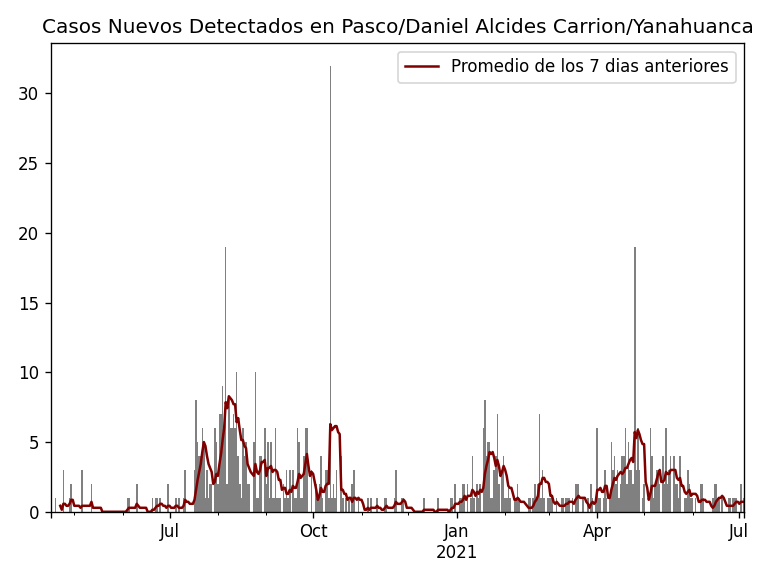 Casos Nuevos Detectados en Pasco/Daniel Alcides Carrion/Yanahuanca
Promedio de los 7 dias anteriores
30
25
20
15
10
5
0
Jul Oct Jan Apr Jul
2021